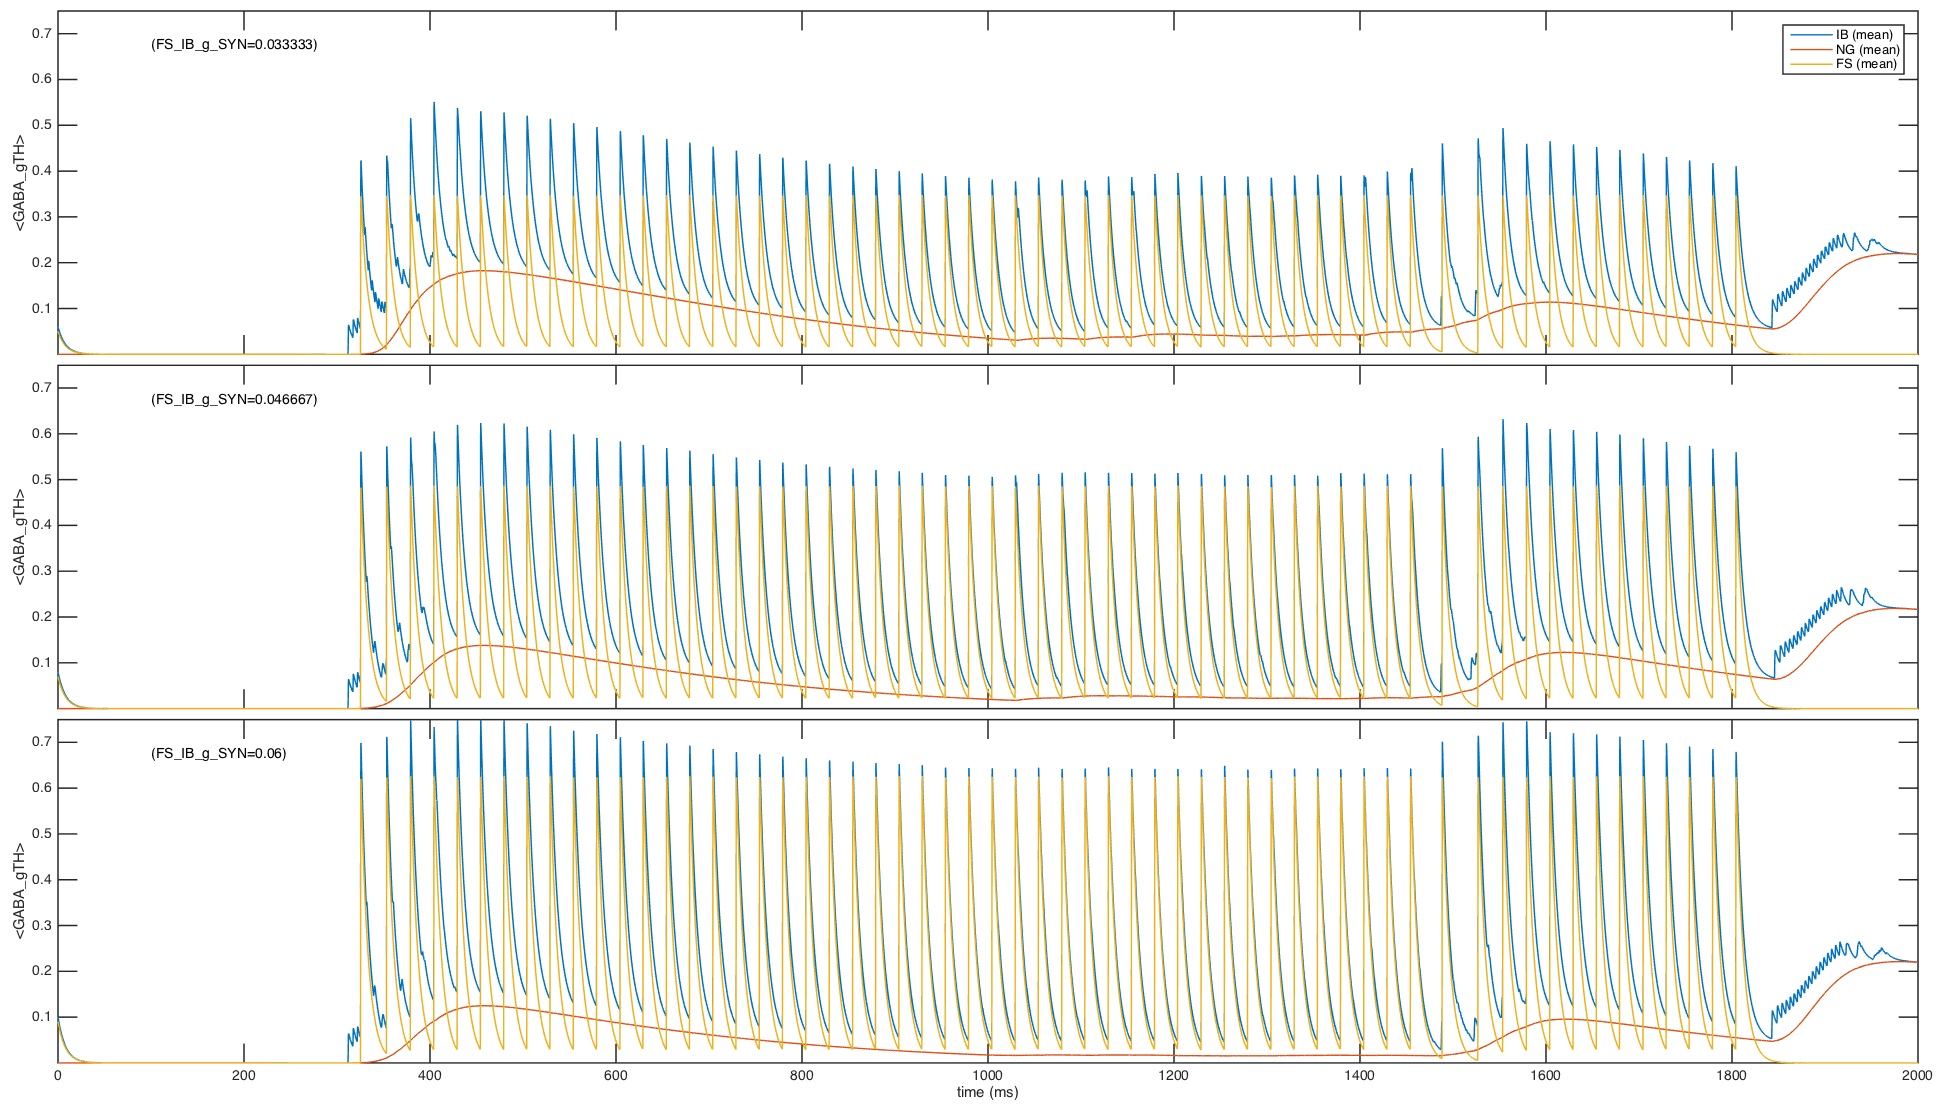 0.7
0.6
0.5
0.4
0.3
0.2
0.1
<GABA_gTH>
(FS_IB_g_SYN=0.033333)
IB (mean)
NG (mean)
FS (mean)
0.7
0.6
0.5
0.4
0.3
0.2
0.1
<GABA_gTH>
(FS_IB_g_SYN=0.046667)
0.7
0.6
0.5
0.4
0.3
0.2
0.1
<GABA_gTH>
(FS_IB_g_SYN=0.06)
0 200 400 600 800 1000 1200 1400 1600 1800 2000
time (ms)